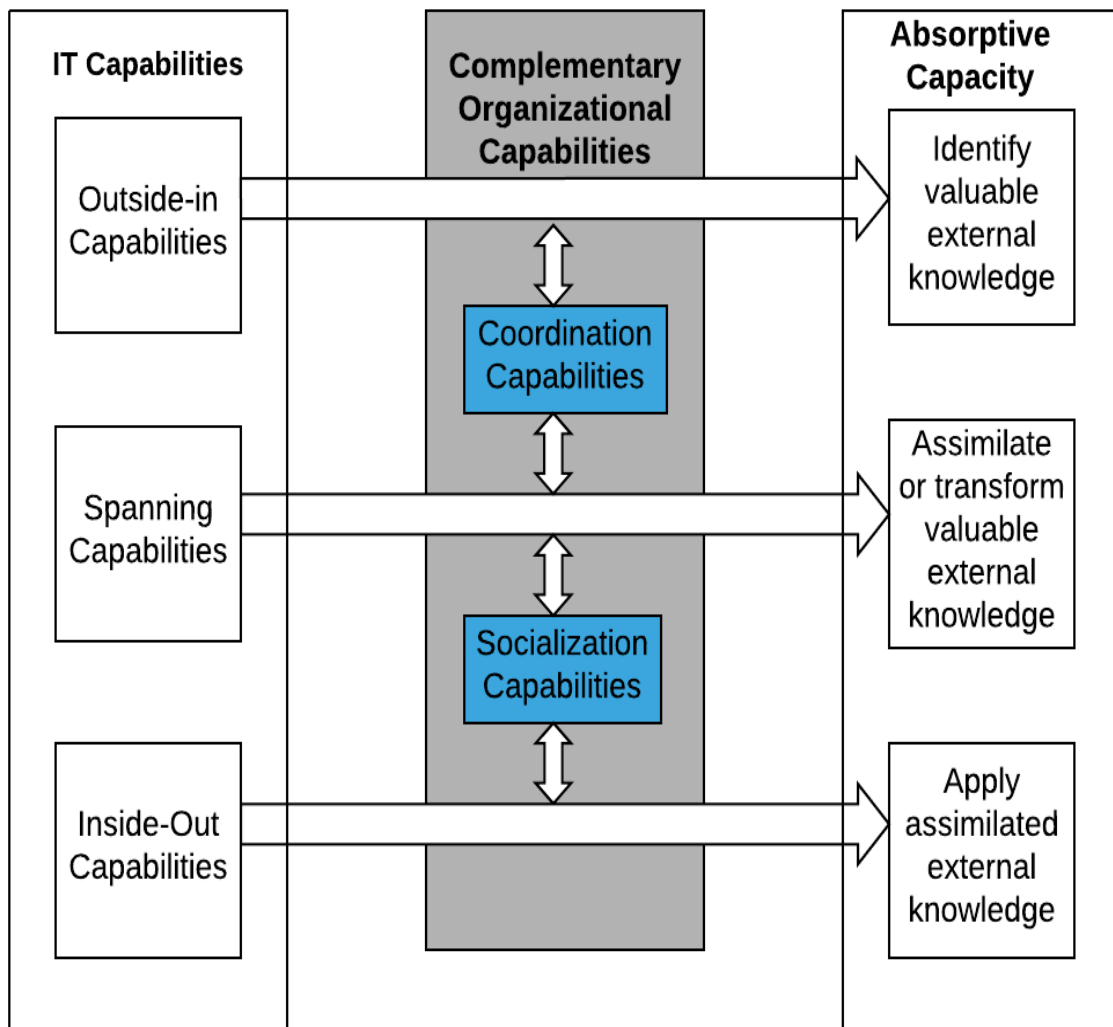 IT Capabilities
Outside-in
Capabilities
Spanning
Capabilities
Inside-Out
Capabilities
Complementary
Organizational
Capabilities
Coordination
Capabilities
Socialization
Capabilities
Absorptive
Capacity
Identify
valuable
external
knowledge
Assimilate
or transform
valuable
external
knowledge
Apply
assimilated
external
knowledge